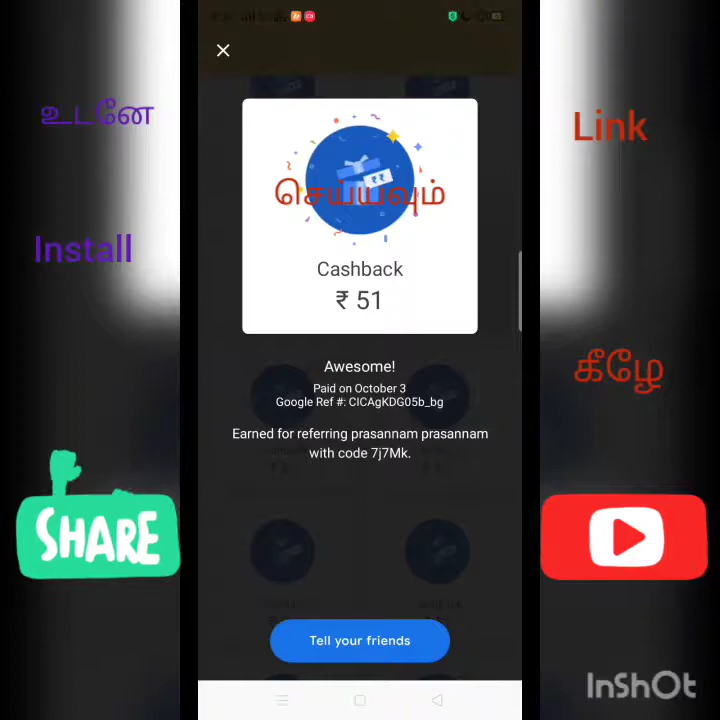 உடனே
Link
செய்யவும்
Install
Cashback
₹ 51
Awesome!
Paid on October 3
Google Ref #: CICAgKDG05b_bg
கீழே
Earned for referring prasannam prasannam
with code 7j7Mk.
SHARE
Tell your friends
InShOt